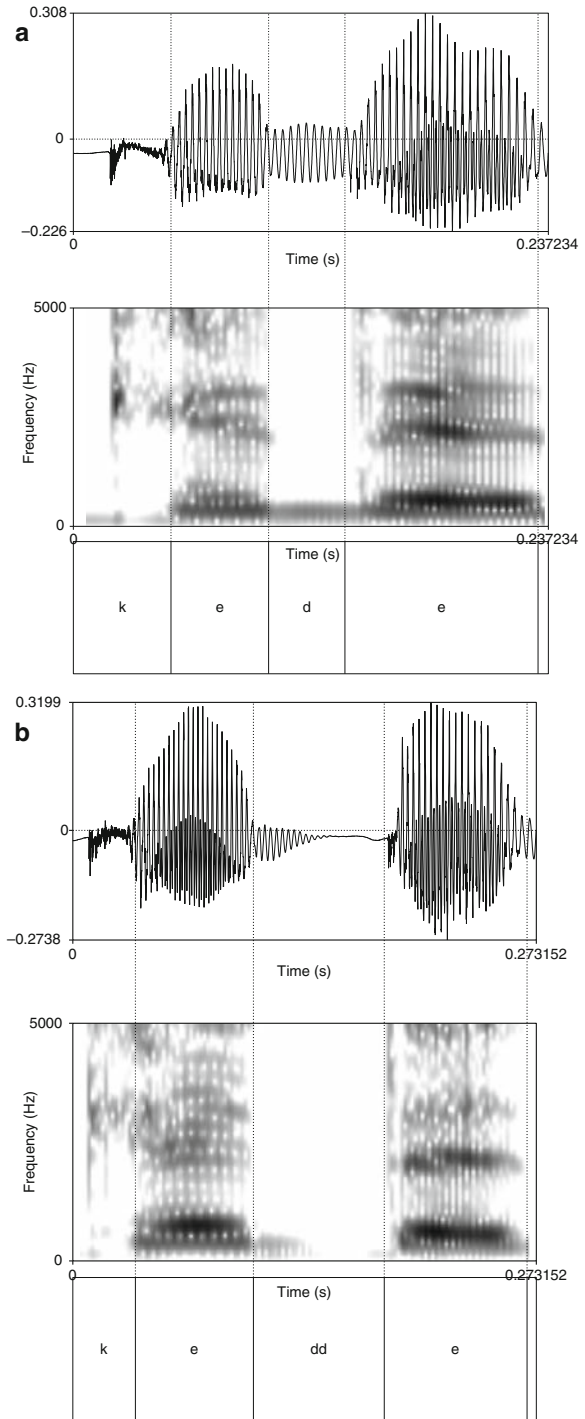 a
0.308
0
−0.226
0
0.237234
Time (s)
5000
Frequency (Hz)
0
0
0.237234
Time (s)
k e d e
b
0.3199
0
−0.2738
0
0.273152
Time (s)
5000
Frequency (Hz)
0
0
0.273152
Time (s)
k e dd e